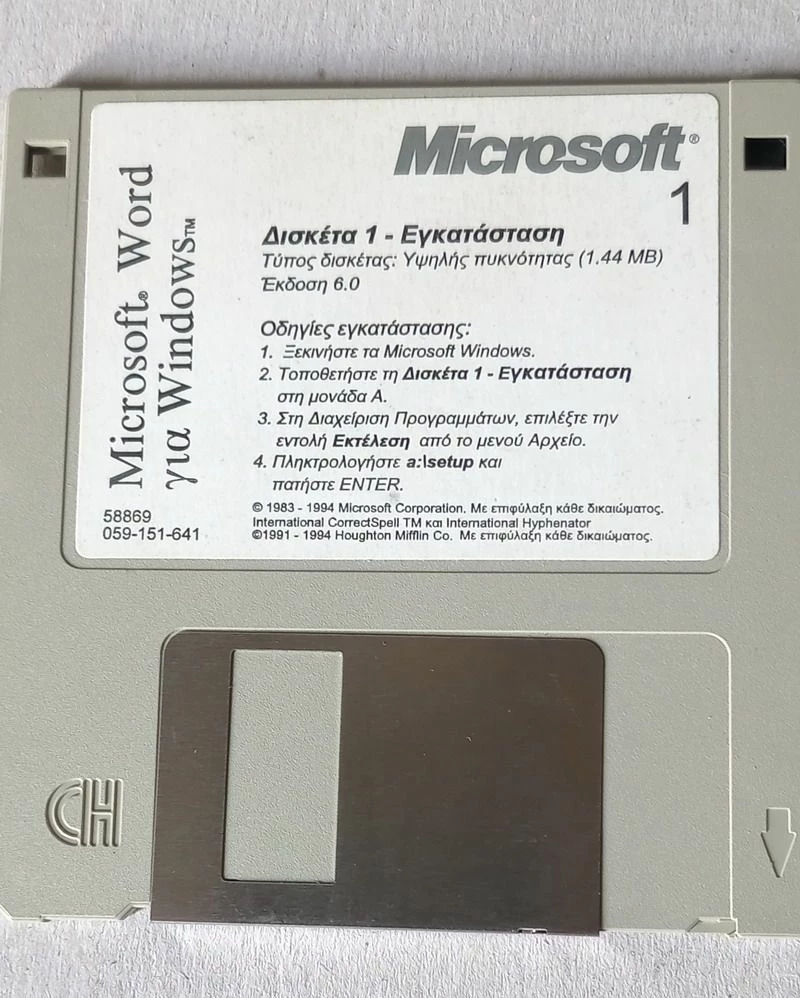 Microsoft® Word
για Windows™
Microsoft®
1
Δισκέτα 1 - Εγκατάσταση
Τύπος δισκέτας: Υψηλής πυκνότητας (1.44 MB)
Έκδοση 6.0
Οδηγίες εγκατάστασης:
1. Ξεκινήστε τα Microsoft Windows.
2. Τοποθετήστε τη Δισκέτα 1 - Εγκατάσταση
στη μονάδα Α.
3. Στη Διαχείριση Προγραμμάτων, επιλέξτε την
εντολή Εκτέλεση από το μενού Αρχείο.
4. Πληκτρολογήστε a:\setup και
πατήστε ENTER.
58869
059-151-641
© 1983 - 1994 Microsoft Corporation. Με επιφύλαξη κάθε δικαιώματος.
International CorrectSpell TM και International Hyphenator
©1991 - 1994 Houghton Mifflin Co. Με επιφύλαξη κάθε δικαιώματος.
CH